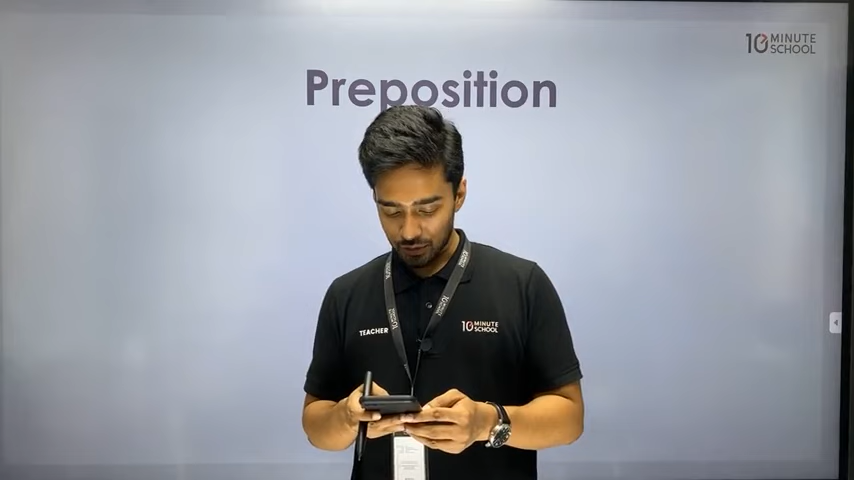 10 MINUTE
SCHOOL
Preposition
TEACHER
10 MINUTE
SCHOOL